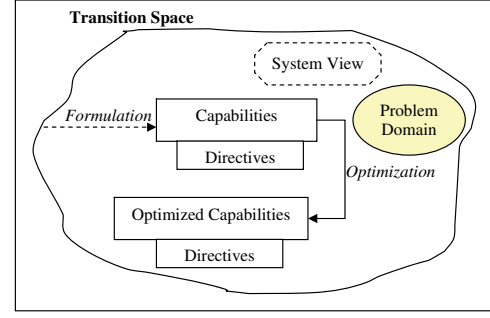 Transition Space
System View
Formulation
Capabilities
Problem
Domain
Directives
Optimization
Optimized Capabilities
Directives